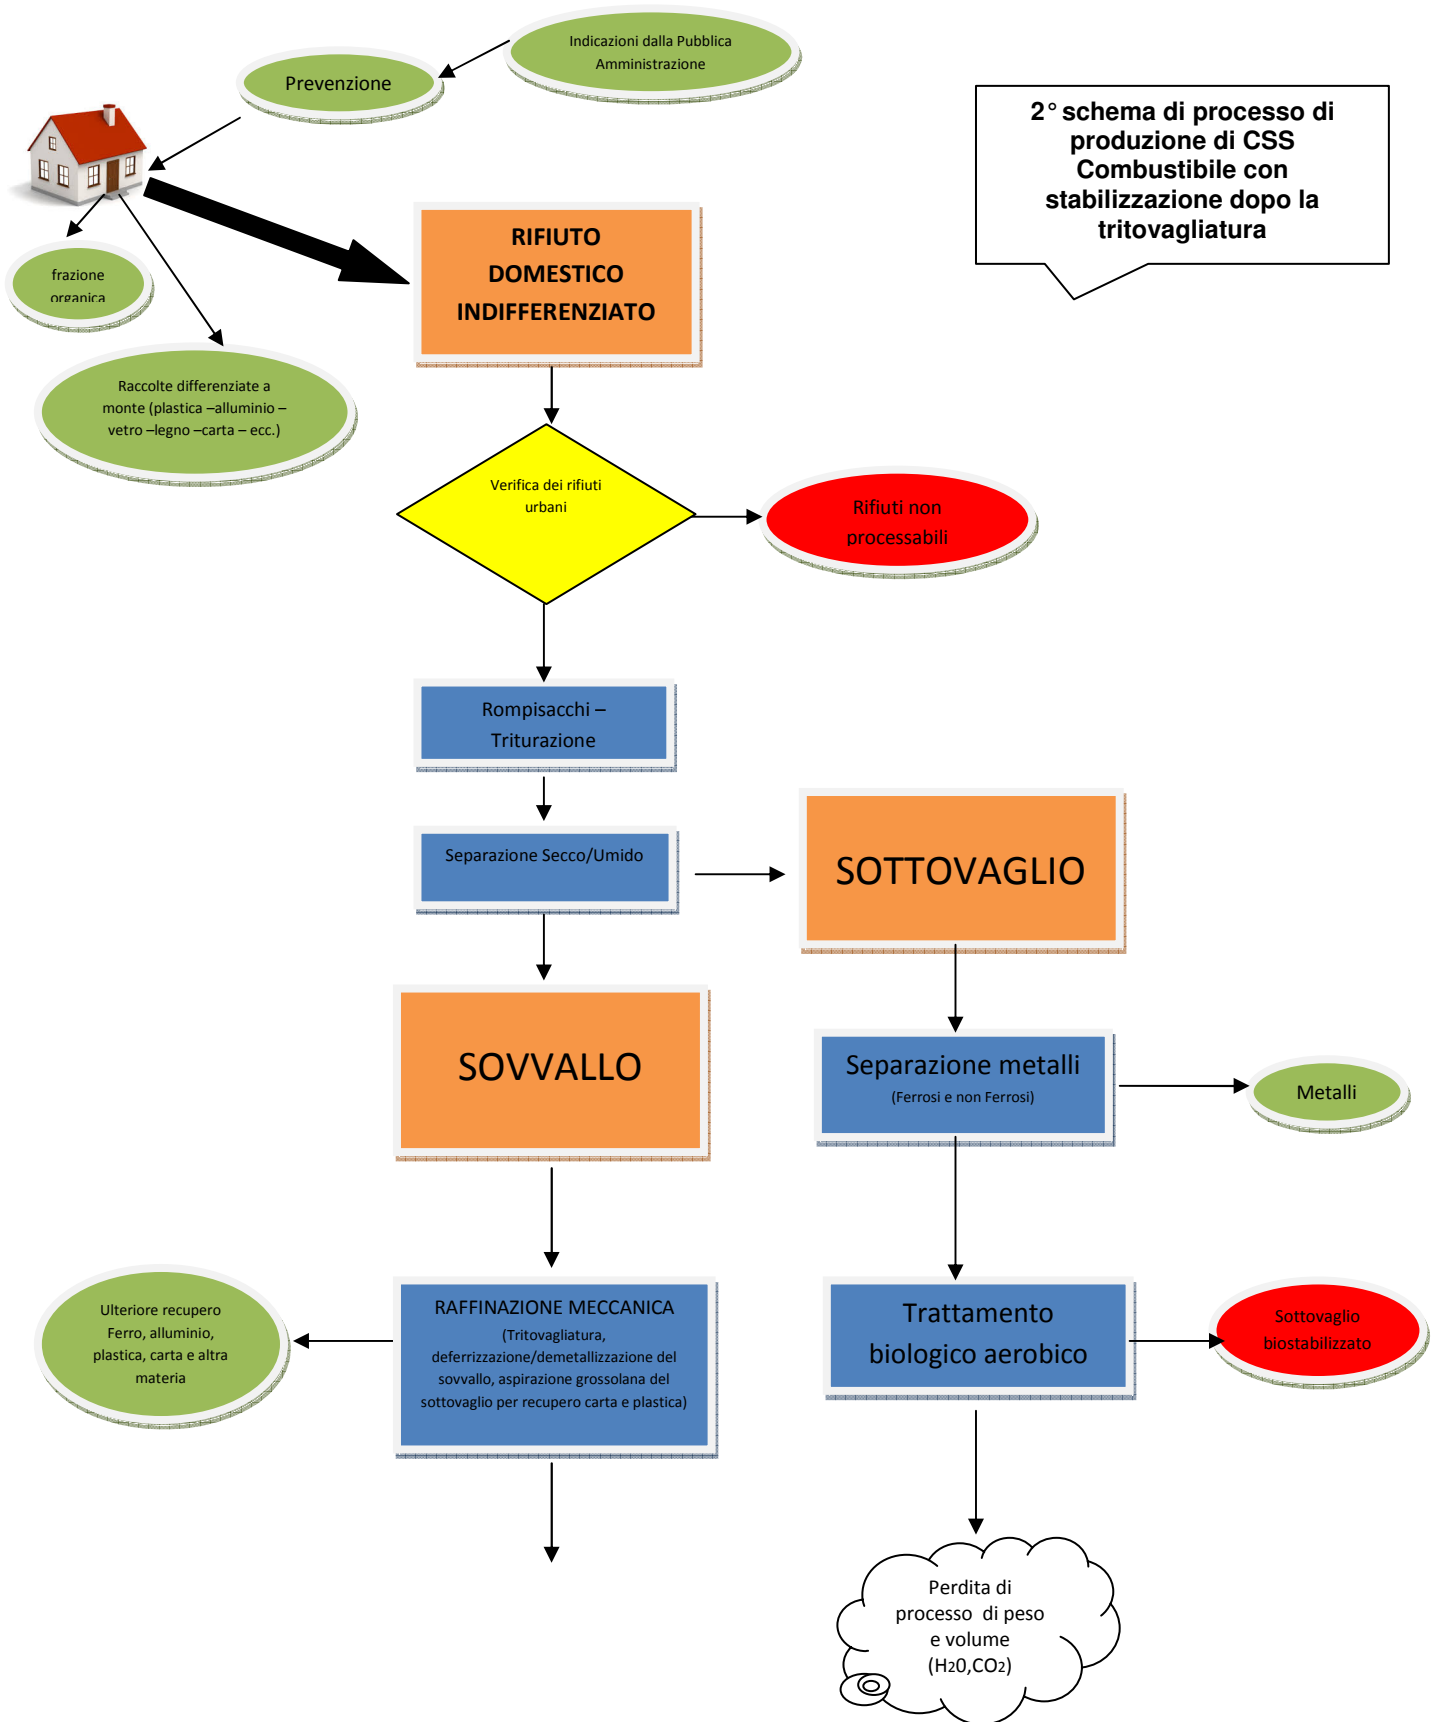 Indicazioni dalla Pubblica
Amministrazione
Prevenzione
2° schema di processo di
produzione di CSS
Combustibile con
stabilizzazione dopo la
tritovagliatura
RIFIUTO
DOMESTICO
INDIFFERENZIATO
frazione
organica
Raccolte differenziate a
monte (plastica –alluminio –
vetro –legno –carta – ecc.)
Verifica dei rifiuti
urbani
Rifiuti non
processabili
Rompisacchi –
Triturazione
Separazione Secco/Umido
SOTTOVAGLIO
SOVVALLO
Separazione metalli
(Ferrosi e non Ferrosi)
Metalli
Ulteriore recupero
Ferro, alluminio,
plastica, carta e altra
materia
RAFFINAZIONE MECCANICA
(Tritovagliatura,
deferrizzazione/demetallizzazione del
sovvallo, aspirazione grossolana del
sottovaglio per recupero carta e plastica)
Trattamento
biologico aerobico
Sottovaglio
biostabilizzato
Perdita di
processo  di peso
e volume
(H20,CO2)